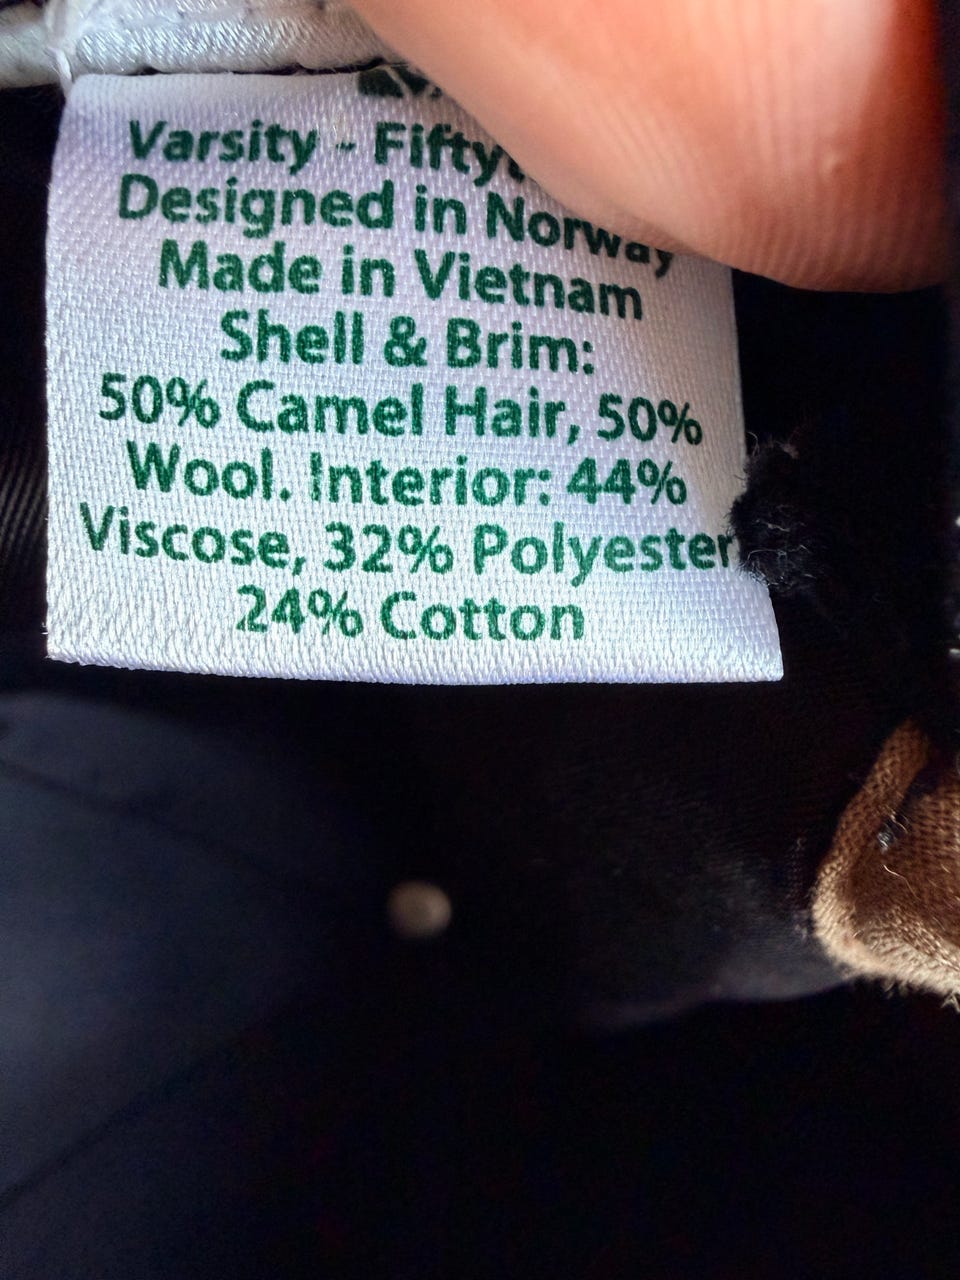 Varsity - Fifty
Designed in Norway
Made in Vietnam
Shell & Brim:
50% Camel Hair, 50%
Wool. Interior: 44%
Viscose, 32% Polyester
24% Cotton